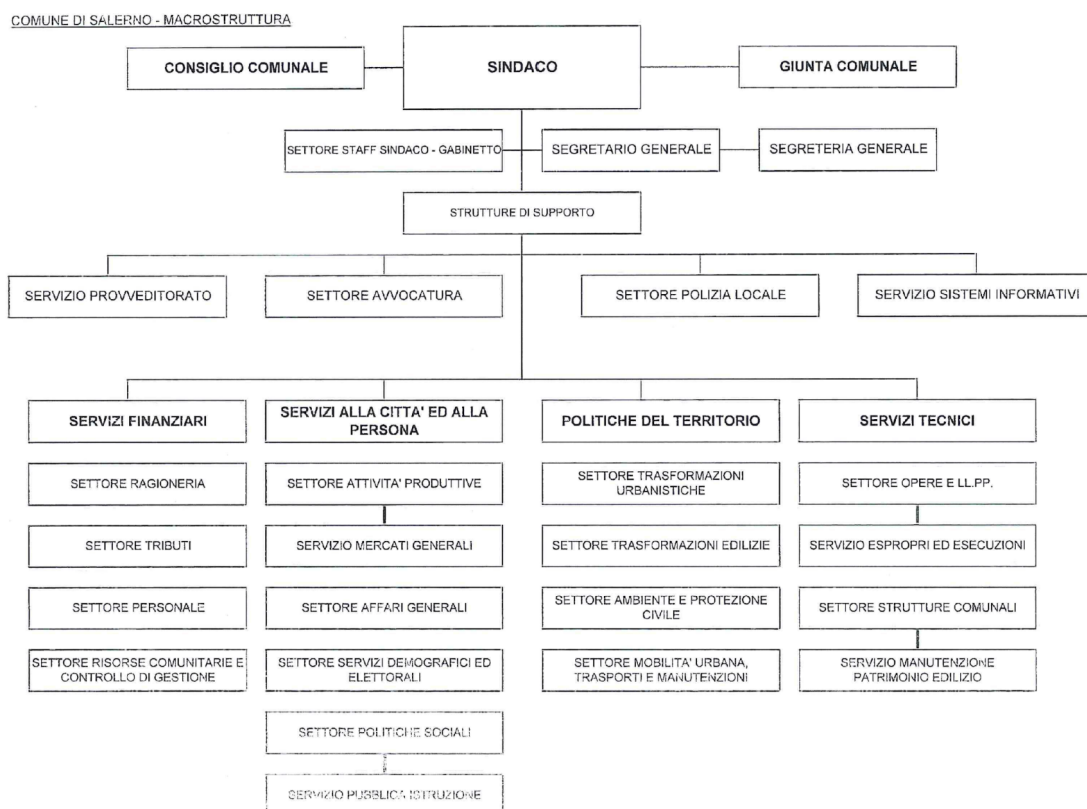 COMUNE DI SALERNO - MACROSTRUTTURA
CONSIGLIO COMUNALE
SINDACO
GIUNTA COMUNALE
SETTORE STAFF SINDACO - GABINETTO
SEGRETARIO GENERALE
SEGRETERIA GENERALE
STRUTTURE DI SUPPORTO
SERVIZIO PROVVEDITORATO
SETTORE AVVOCATURA
SETTORE POLIZIA LOCALE
SERVIZIO SISTEMI INFORMATIVI
SERVIZI FINANZIARI
SERVIZI ALLA CITTA' ED ALLA
PERSONA
POLITICHE DEL TERRITORIO
SERVIZI TECNICI
SETTORE RAGIONERIA
SETTORE ATTIVITA' PRODUTTIVE
SETTORE TRASFORMAZIONI
URBANISTICHE
SETTORE OPERE E LL.PP.
SETTORE TRIBUTI
SERVIZIO MERCATI GENERALI
SETTORE TRASFORMAZIONI EDILIZIE
SERVIZIO ESPROPRI ED ESECUZIONI
SETTORE PERSONALE
SETTORE AFFARI GENERALI
SETTORE AMBIENTE E PROTEZIONE
CIVILE
SETTORE STRUTTURE COMUNALI
SETTORE RISORSE COMUNITARIE E
CONTROLLO DI GESTIONE
SETTORE SERVIZI DEMOGRAFICI ED
ELETTORALI
SETTORE MOBILITA' URBANA,
TRASPORTI E MANUTENZIONI
SERVIZIO MANUTENZIONE
PATRIMONIO EDILIZIO
SETTORE POLITICHE SOCIALI
SERVIZIO PUBBLICA ISTRUZIONE